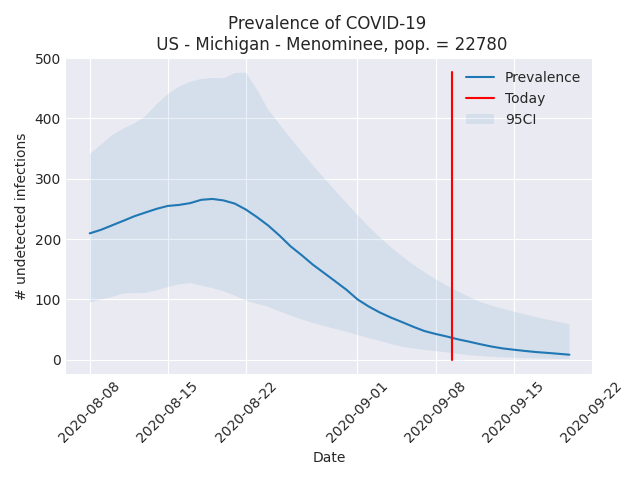 Prevalence of COVID-19
US - Michigan - Menominee, pop. = 22780
500
400
300
200
100
0
# undetected infections
Prevalence
Today
95CI
2020-08-08
2020-08-15
2020-08-22
2020-09-01
2020-09-08
2020-09-15
2020-09-22
Date